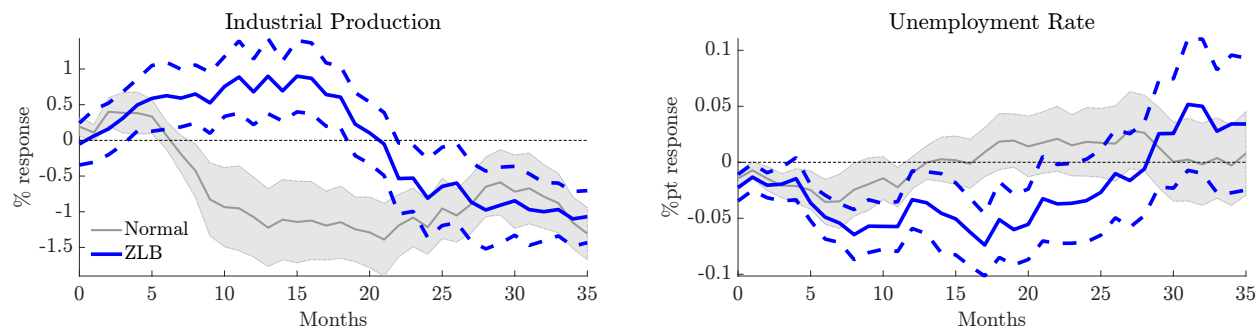 Industrial Production
% response
1
0.5
0
-0.5
-1
-1.5
Normal
ZLB
0 5 10 15 20 25 30 35
Months
Unemployment Rate
%pt response
0.1
0.05
0
-0.05
-0.1
0 5 10 15 20 25 30 35
Months